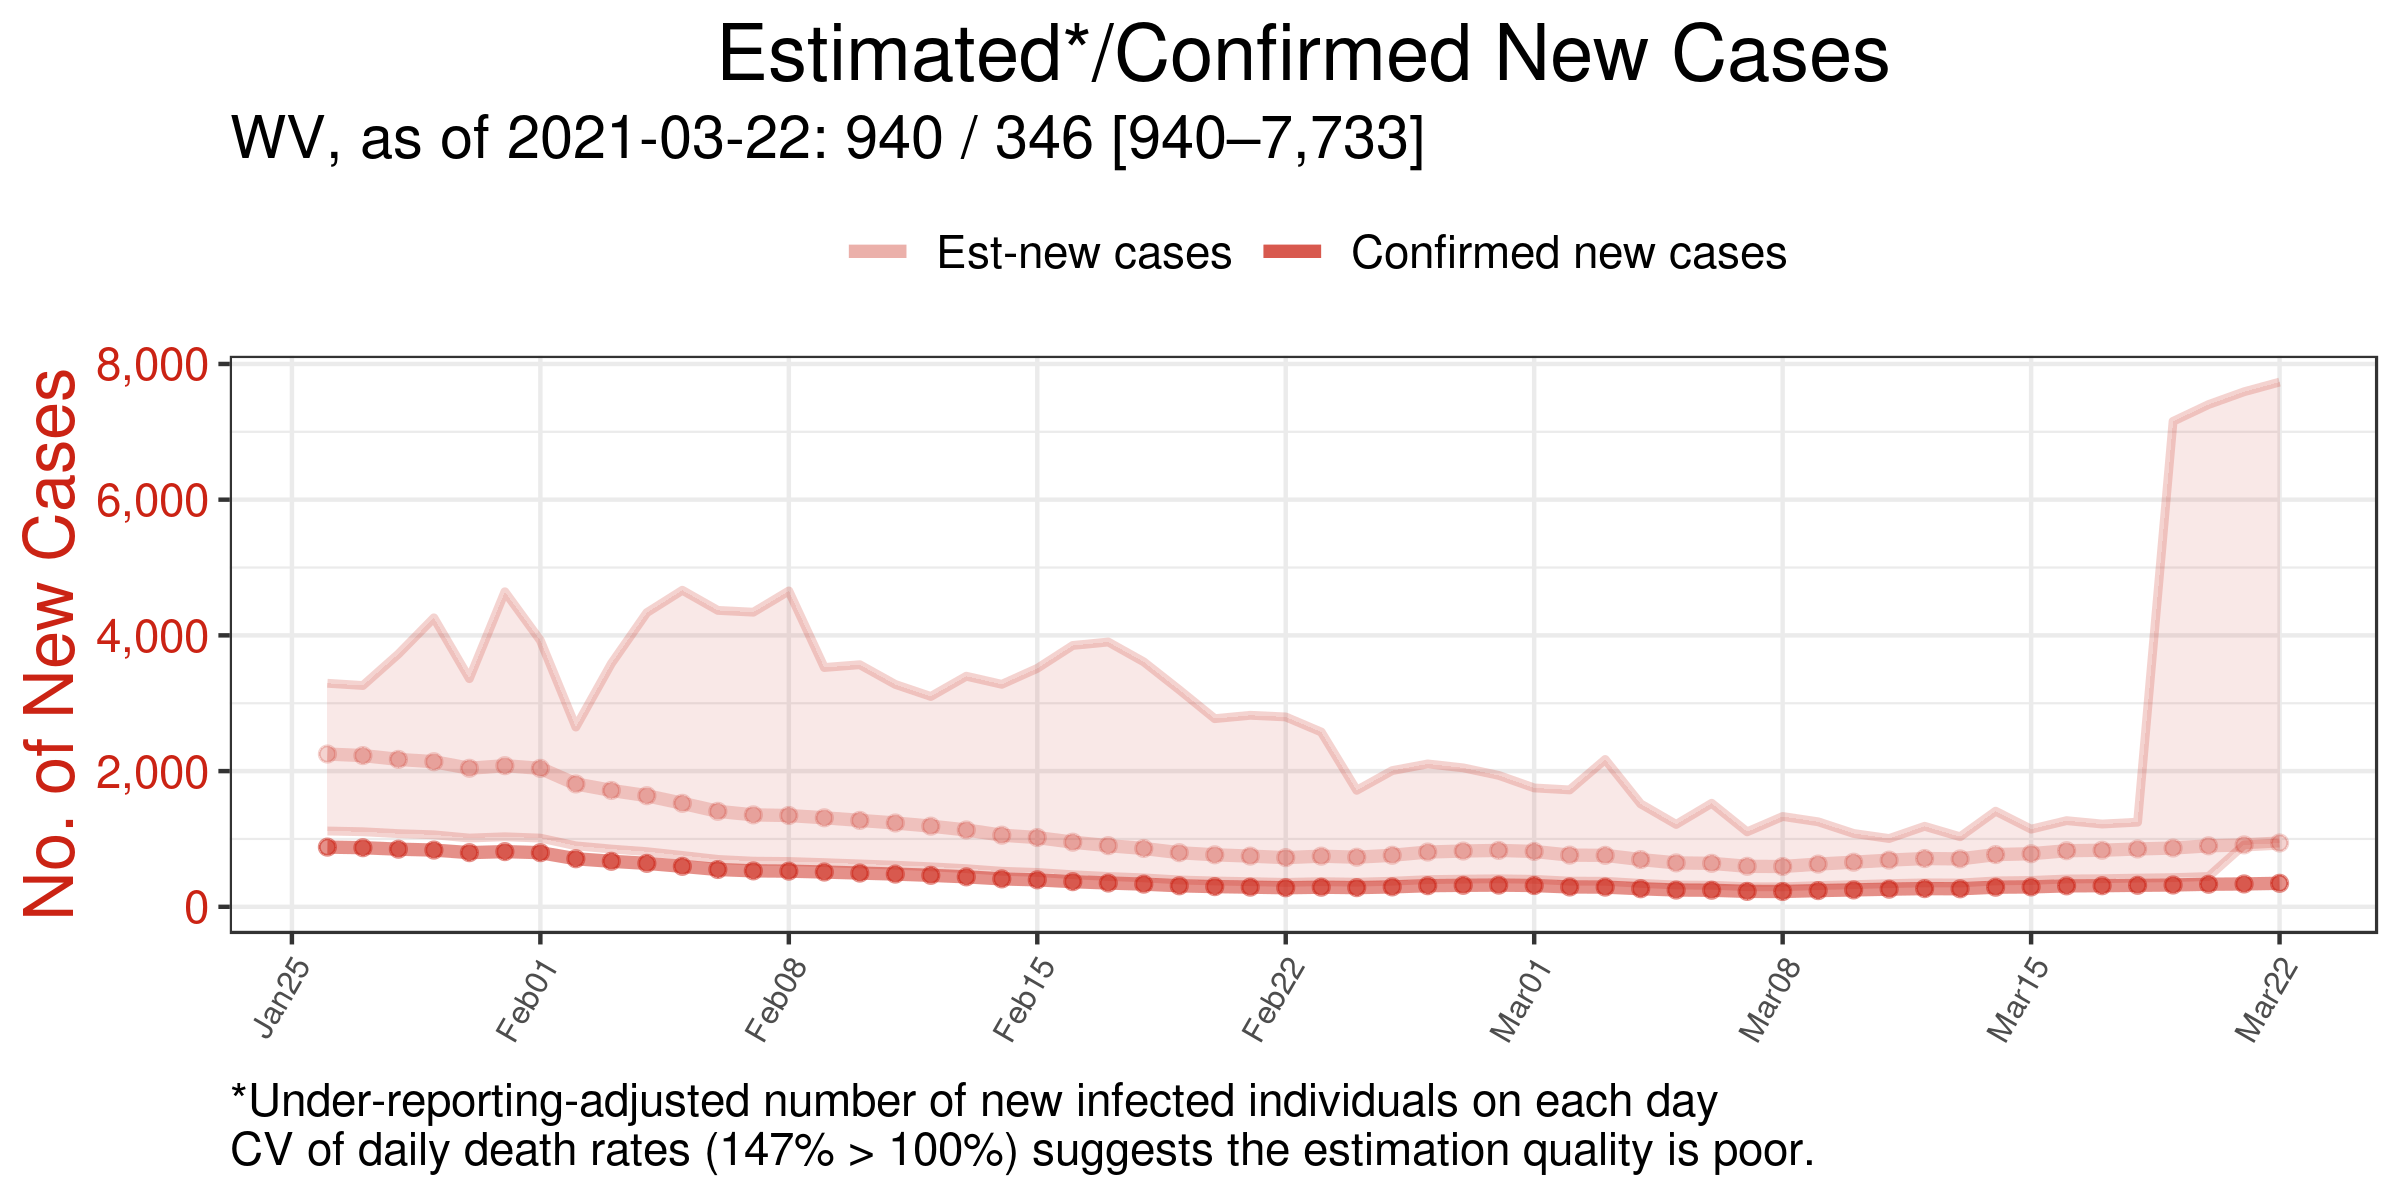 Estimated*/Confirmed New Cases
WV, as of 2021-03-22: 940 / 346 [940–7,733]
Est-new cases
Confirmed new cases
No. of New Cases
8,000
6,000
4,000
2,000
0
Jan25
Feb01
Feb08
Feb15
Feb22
Mar01
Mar08
Mar15
Mar22
*Under-reporting-adjusted number of new infected individuals on each day
CV of daily death rates (147% > 100%) suggests the estimation quality is poor.